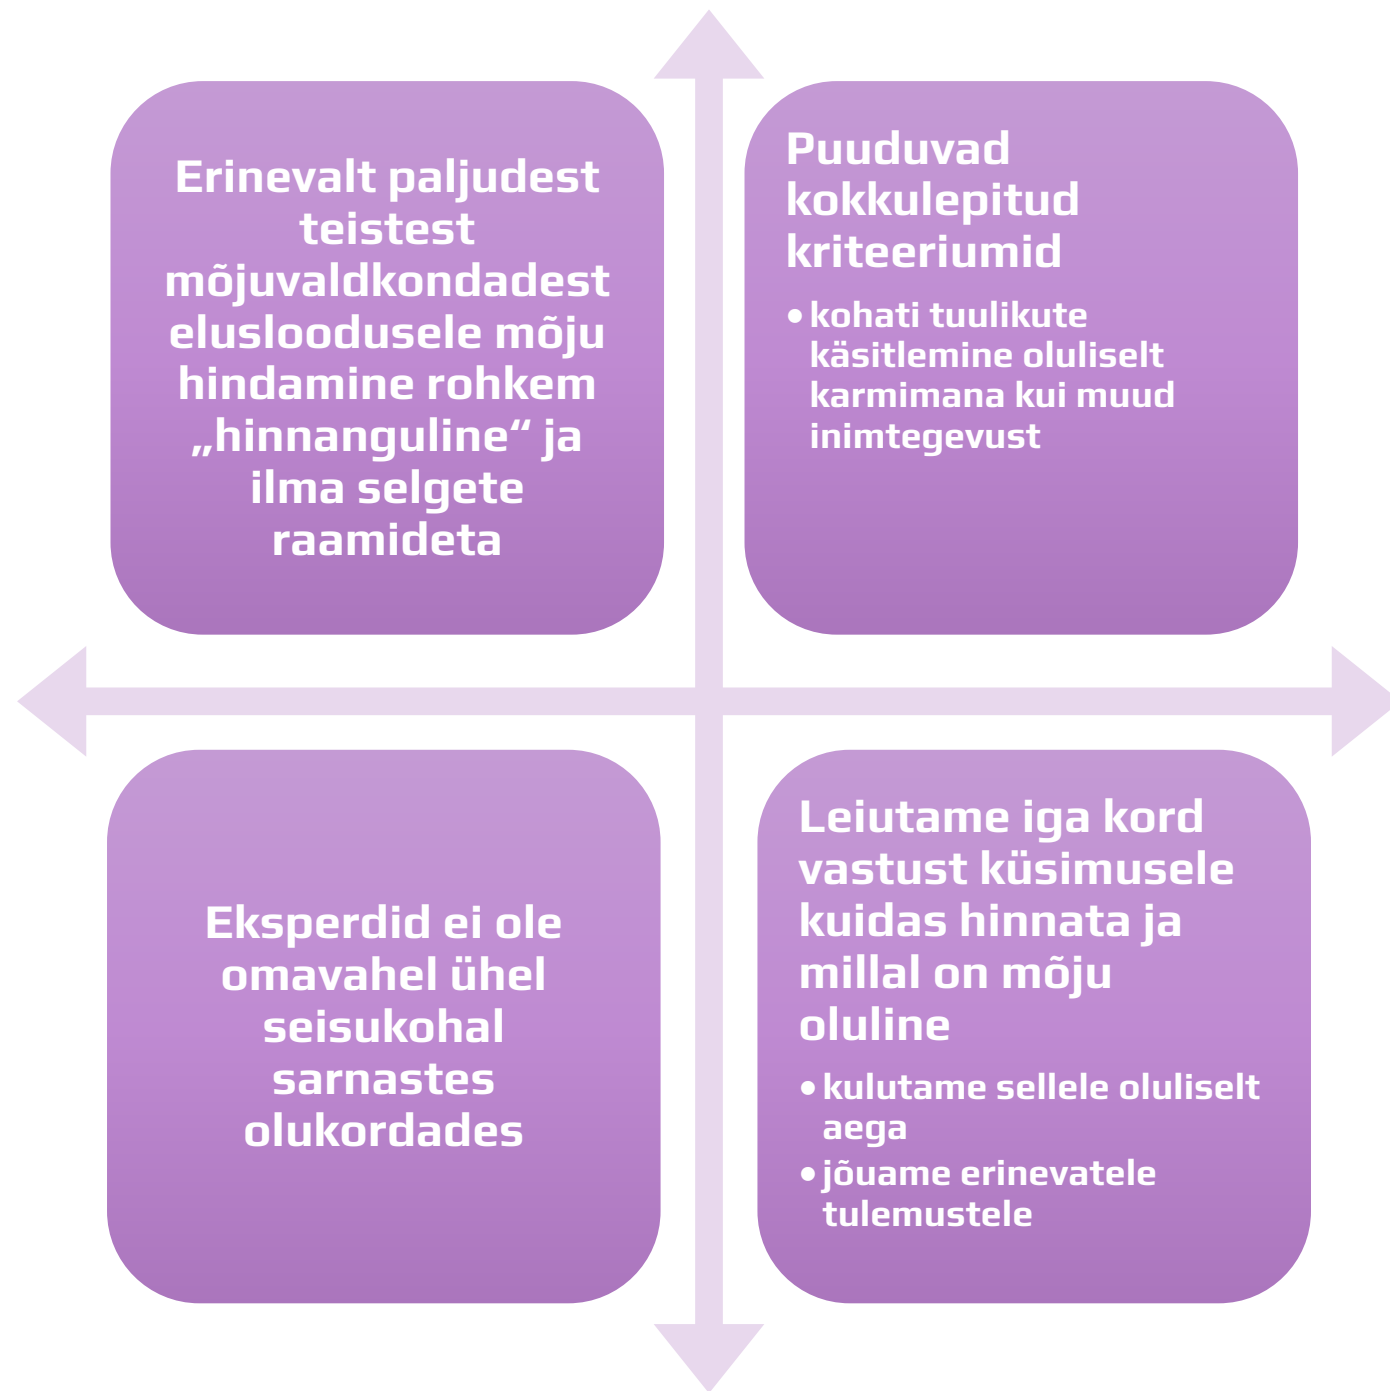 Erinevalt paljudest
teistest
mõjuvaldkondadest
elusloodusele mõju
hindamine rohkem
„hinnanguline“ ja
ilma selgete
raamideta
Puuduvad
kokkulepitud
kriteeriumid
• kohati tuulikute
käsitlemine oluliselt
karmimana kui muud
inimtegevust
Eksperdid ei ole
omavahel ühel
seisukohal
sarnastes
olukordades
Leiutame iga kord
vastust küsimusele
kuidas hinnata ja
millal on mõju
oluline
• kulutame sellele oluliselt
aega
• jõuame erinevatele
tulemustele